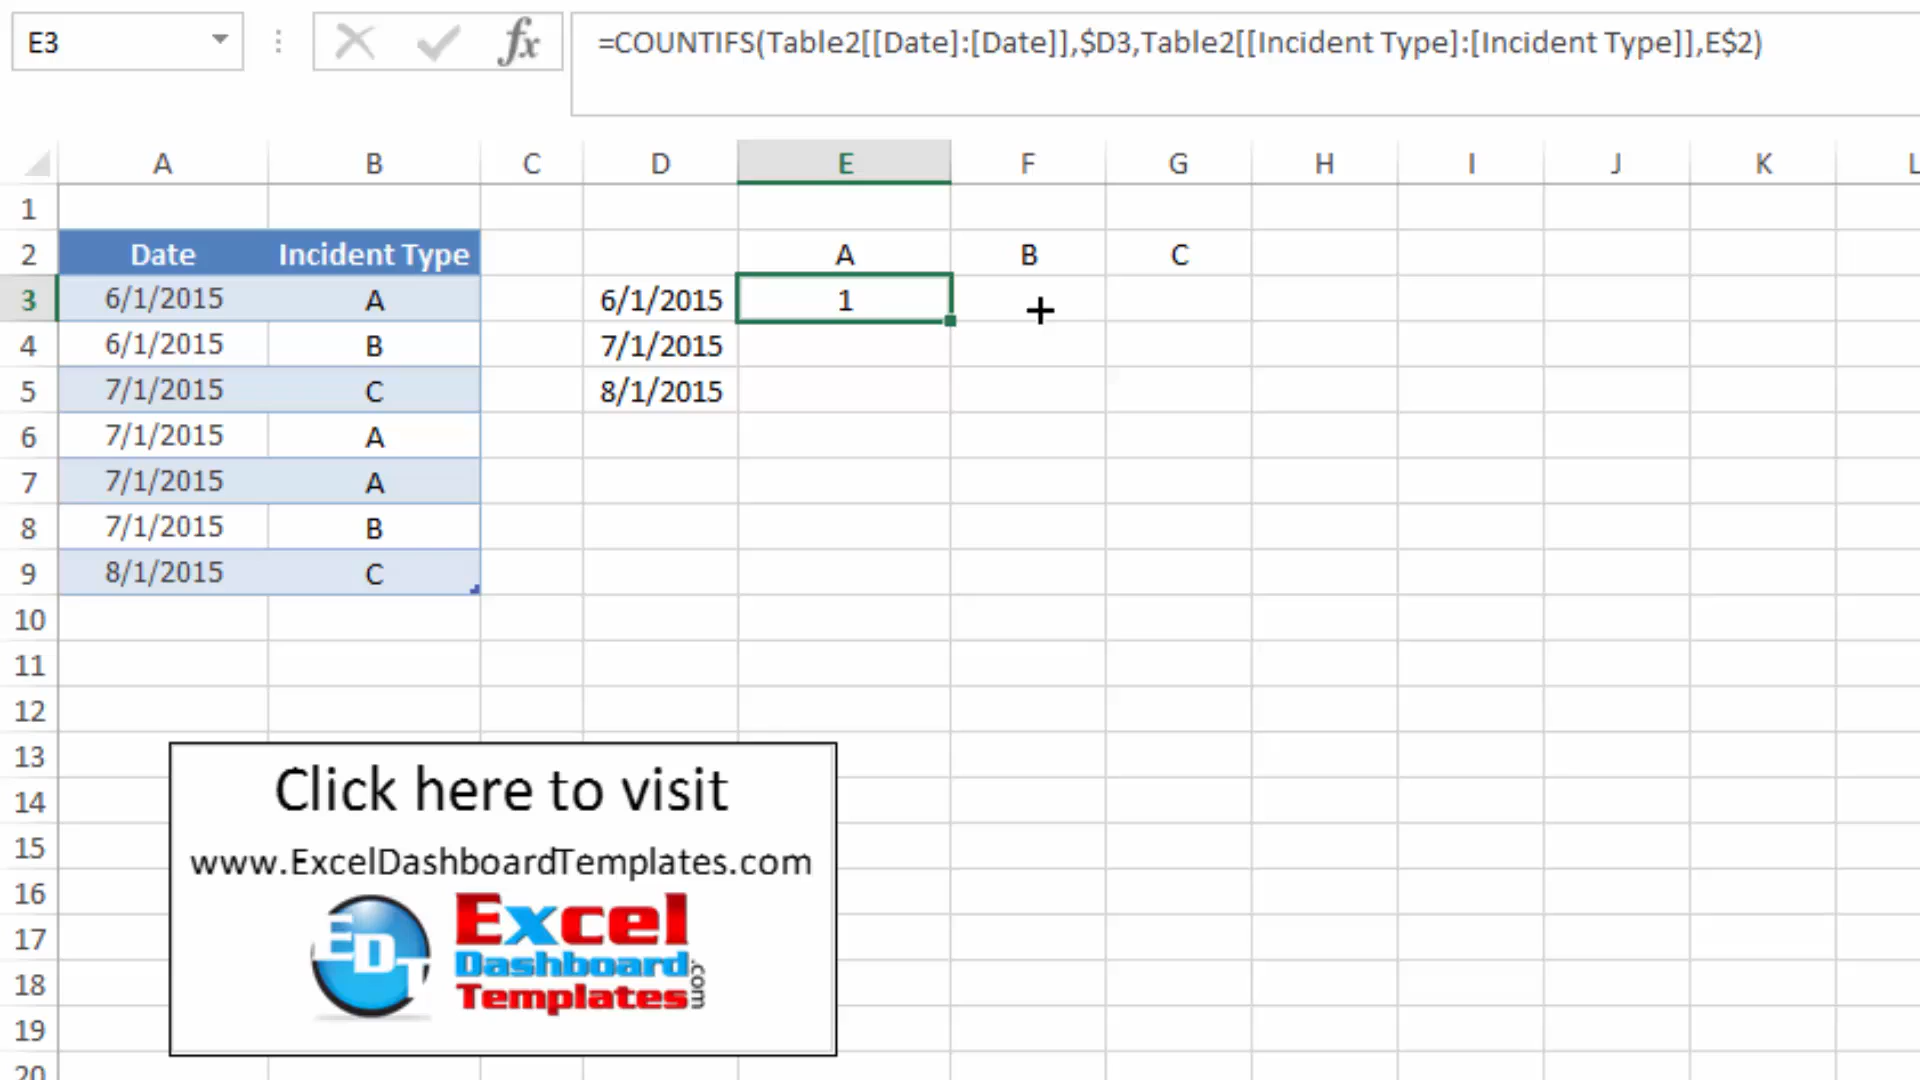 E3 fx =COUNTIFS(Table2[[Date]:[Date]],$D3,Table2[[Incident Type]:[Incident Type]],E$2)
A B C D E F G H I J K L
1
2 Date Incident Type A B C
3 6/1/2015 A 6/1/2015 1
4 6/1/2015 B 7/1/2015
5 7/1/2015 C 8/1/2015
6 7/1/2015 A
7 7/1/2015 A
8 7/1/2015 B
9 8/1/2015 C
10
11
12
13
14
15
16
17
18
19
20
Click here to visit
www.ExcelDashboardTemplates.com
EDT
Excel
Dashboard
Templates
.com